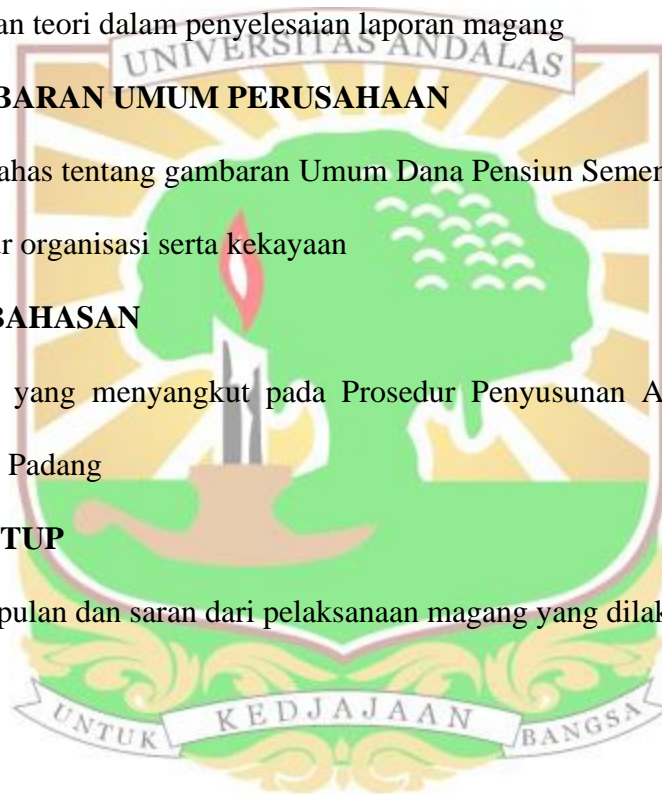 an teori dalam penyelesaian laporan magang
UNIVERSITAS ANDALAS
BARAN UMUM PERUSAHAAN
ahas tentang gambaran Umum Dana Pensiun Semen
r organisasi serta kekayaan
BAHASAN
yang menyangkut pada Prosedur Penyusunan A
Padang
TUP
pulan dan saran dari pelaksanaan magang yang dilak
UNTUK KEDJAJAAN BANGSA